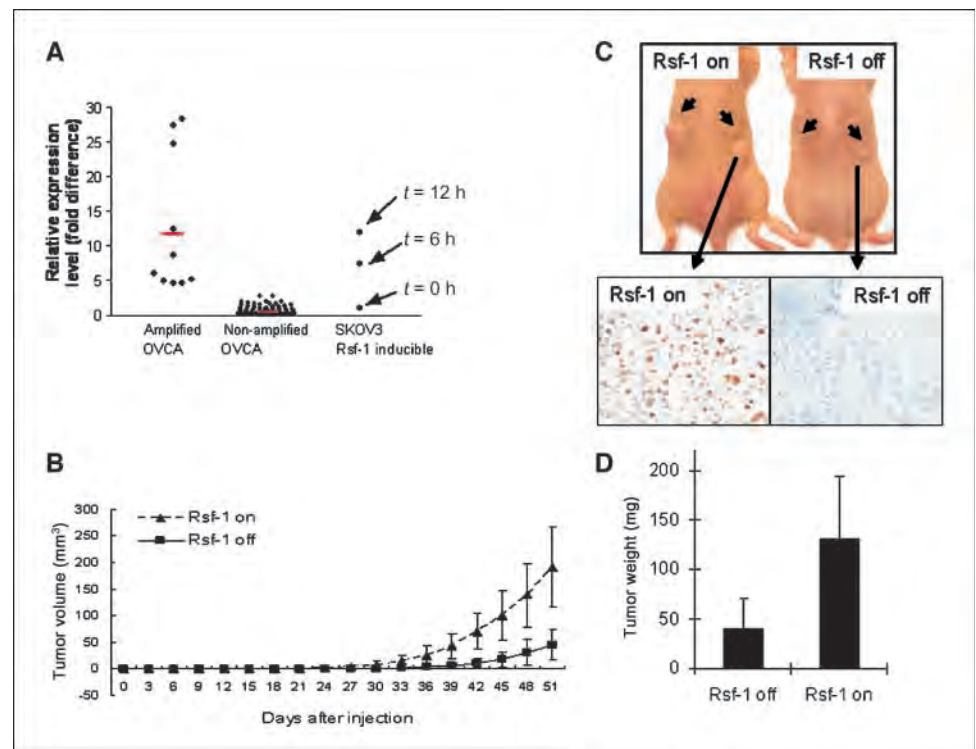 A
Relative expression
level (fold difference)
30
25
20
15
10
5
0
t = 12 h
t = 6 h
t = 0 h
Amplified
OVCA
Non-amplified
OVCA
SKOV3
Rsf-1 inducible
B
Tumor volume (mm³)
300
250
200
150
100
50
0
-50
Rsf-1 on
Rsf-1 off
0 3 6 9 12 15 18 21 24 27 30 33 36 39 42 45 48 51
Days after injection
C
Rsf-1 on
Rsf-1 off
Rsf-1 on
Rsf-1 off
D
Tumor weight (mg)
200
150
100
50
0
Rsf-1 off
Rsf-1 on